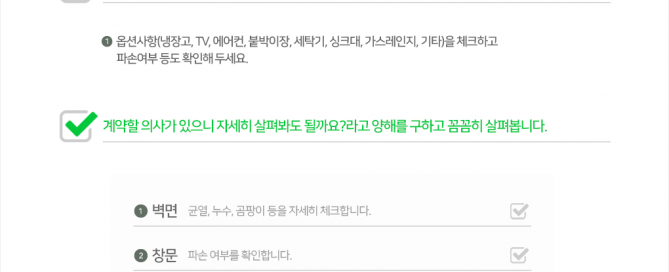 ❶ 옵션사항(냉장고, TV, 에어컨, 붙박이장, 세탁기, 싱크대, 가스레인지, 기타)을 체크하고
파손여부 등도 확인해 두세요.
계약할 의사가 있으니 자세히 살펴봐도 될까요?라고 양해를 구하고 꼼꼼히 살펴봅니다.
❶ 벽면 균열, 누수, 곰팡이 등을 자세히 체크합니다.
❷ 창문 파손 여부를 확인합니다.